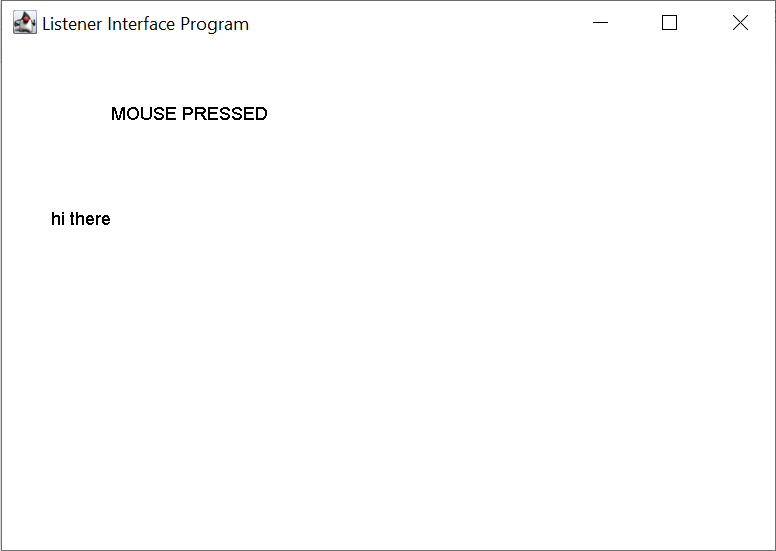 Listener Interface Program
MOUSE PRESSED
hi there